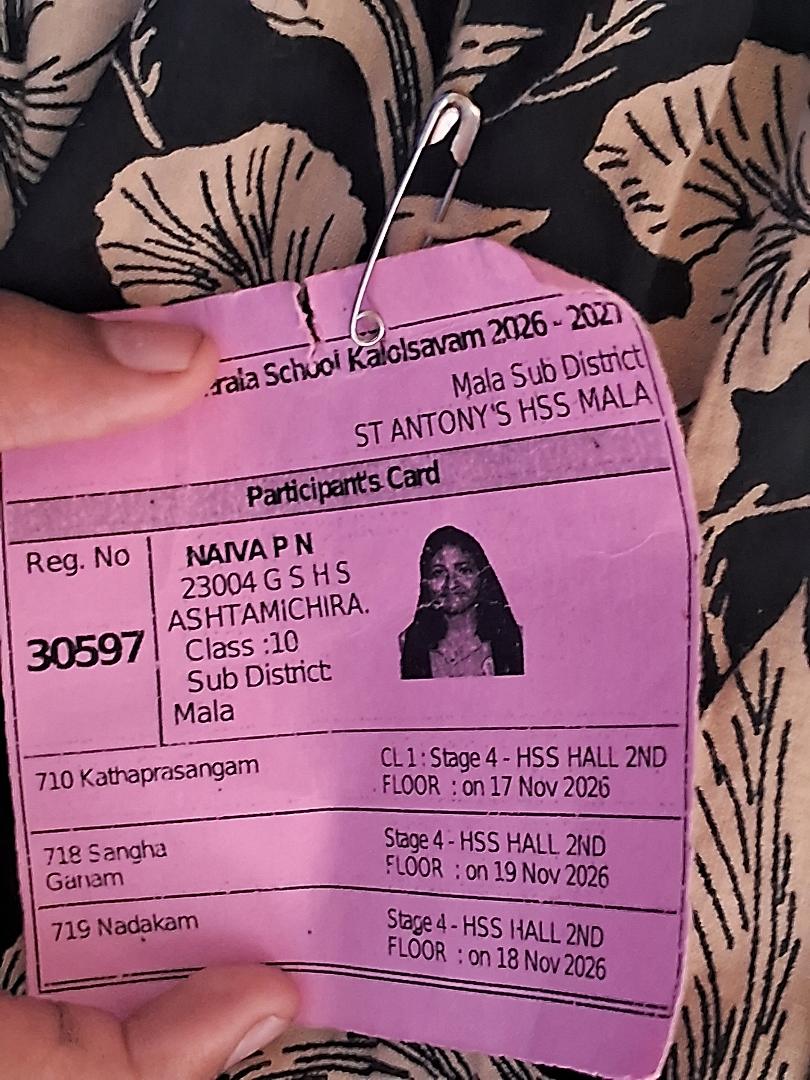 raia School Kalolsavam 2026 - 2027
Mala Sub District
ST ANTONY'S HSS MALA
Participant's Card
Reg. No
30597
NAIVA P N
23004 G S H S
ASHTAMICHIRA.
Class :10
Sub District
Mala
710 Kathaprasangam
CL 1 : Stage 4 - HSS HALL 2ND
FLOOR : on 17 Nov 2026
718 Sangha
Ganam
Stage 4 - HSS HALL 2ND
FLOOR : on 19 Nov 2026
719 Nadakam
Stage 4 - HSS HALL 2ND
FLOOR : on 18 Nov 2026